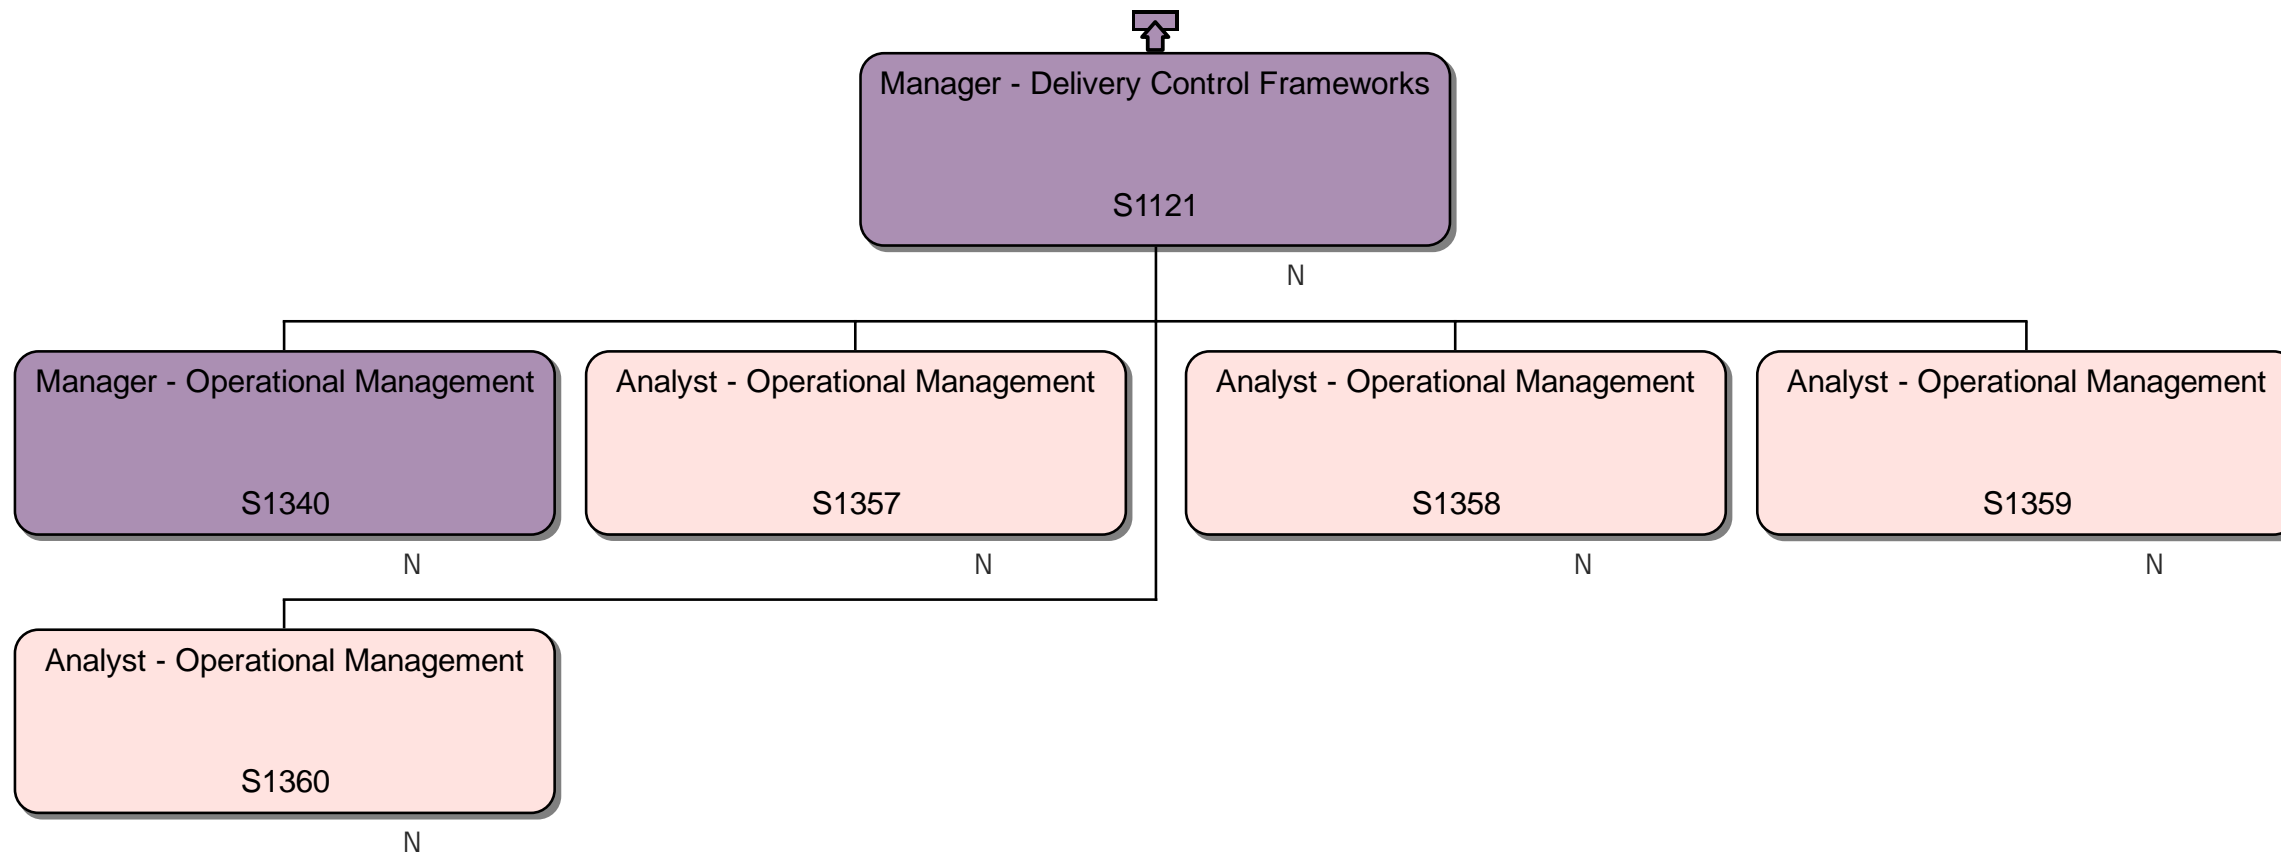 Manager - Delivery Control Frameworks
S1121
N
Manager - Operational Management
S1340
N
Analyst - Operational Management
S1357
N
Analyst - Operational Management
S1358
N
Analyst - Operational Management
S1359
N
Analyst - Operational Management
S1360
N